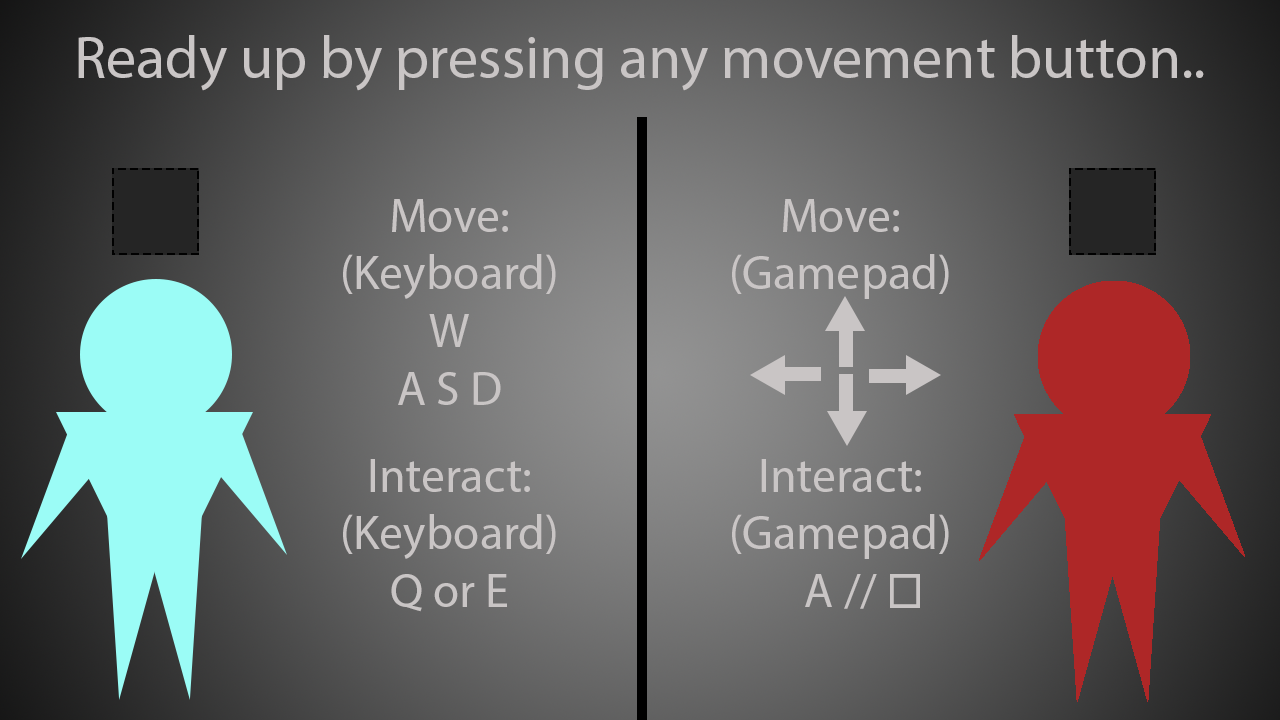 Ready up by pressing any movement button..
Move:
(Keyboard)
W
A S D
Interact:
(Keyboard)
Q or E
Move:
(Gamepad)
Interact:
(Gamepad)
A // □